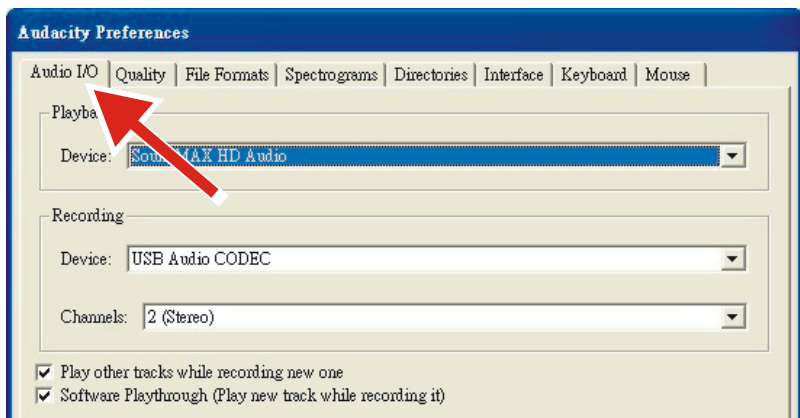 Audacity Preferences
Audio I/O Quality File Formats Spectrograms Directories Interface Keyboard Mouse
Device: MAX HD Audio
Recording
Device: USB Audio CODEC
Channels: 2 (Stereo)
Play other tracks while recording new one
Software Playthrough (Play new track while recording it)